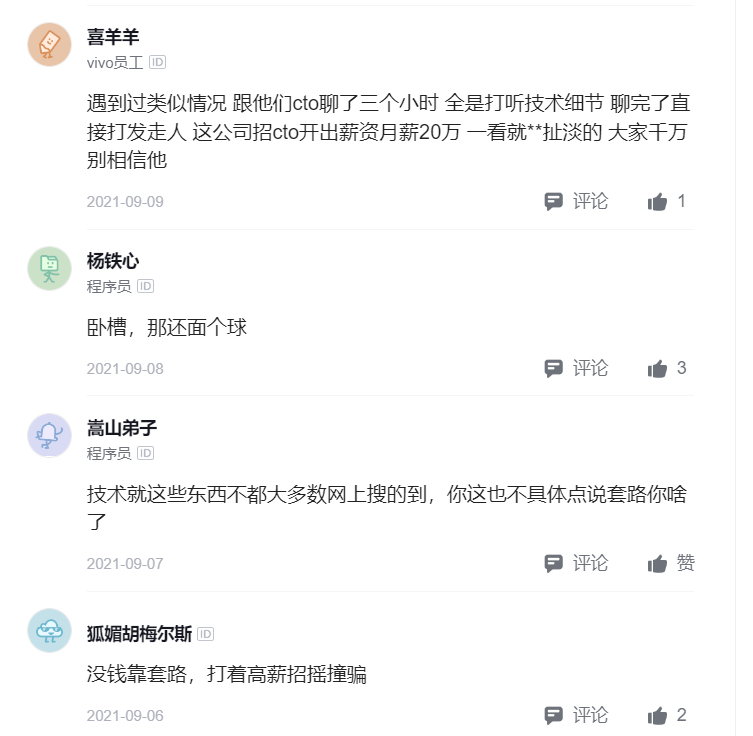 喜羊羊
vivo员工 ID
遇到过类似情况 跟他们cto聊了三个小时 全是打听技术细节 聊完了直
接打发走人 这公司招cto开出薪资月薪20万 一看就**扯淡的 大家千万
别相信他
2021-09-09 评论 1
杨铁心
程序员 ID
卧槽，那还面个球
2021-09-08 评论 3
嵩山弟子
程序员 ID
技术就这些东西不都大多数网上搜的到，你这也不具体点说套路你啥
了
2021-09-07 评论 赞
狐媚胡梅尔斯 ID
没钱靠套路，打着高薪招摇撞骗
2021-09-06 评论 2